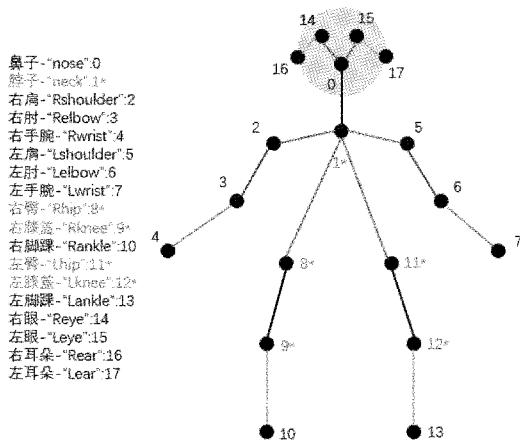 鼻子-“nose”:0
脖子-“neck”:1*
右肩-“Rshoulder”:2
右肘-“Relbow”:3
右手腕-“Rwrist”:4
左肩-“Lshoulder”:5
左肘-“Lelbow”:6
左手腕-“Lwrist”:7
右臀-“Rhip”:8*
右膝盖-“Rknee”:9*
右脚踝-“Rankle”:10
左臀-“Lhip”:11*
左膝盖-“Lknee”:12*
左脚踝-“Lankle”:13
右眼-“Reye”:14
左眼-“Leye”:15
右耳朵-“Rear”:16
左耳朵-“Lear”:17
14 15
16 17
0
2 5
1*
3 6
4 7
8* 11*
9* 12*
10 13